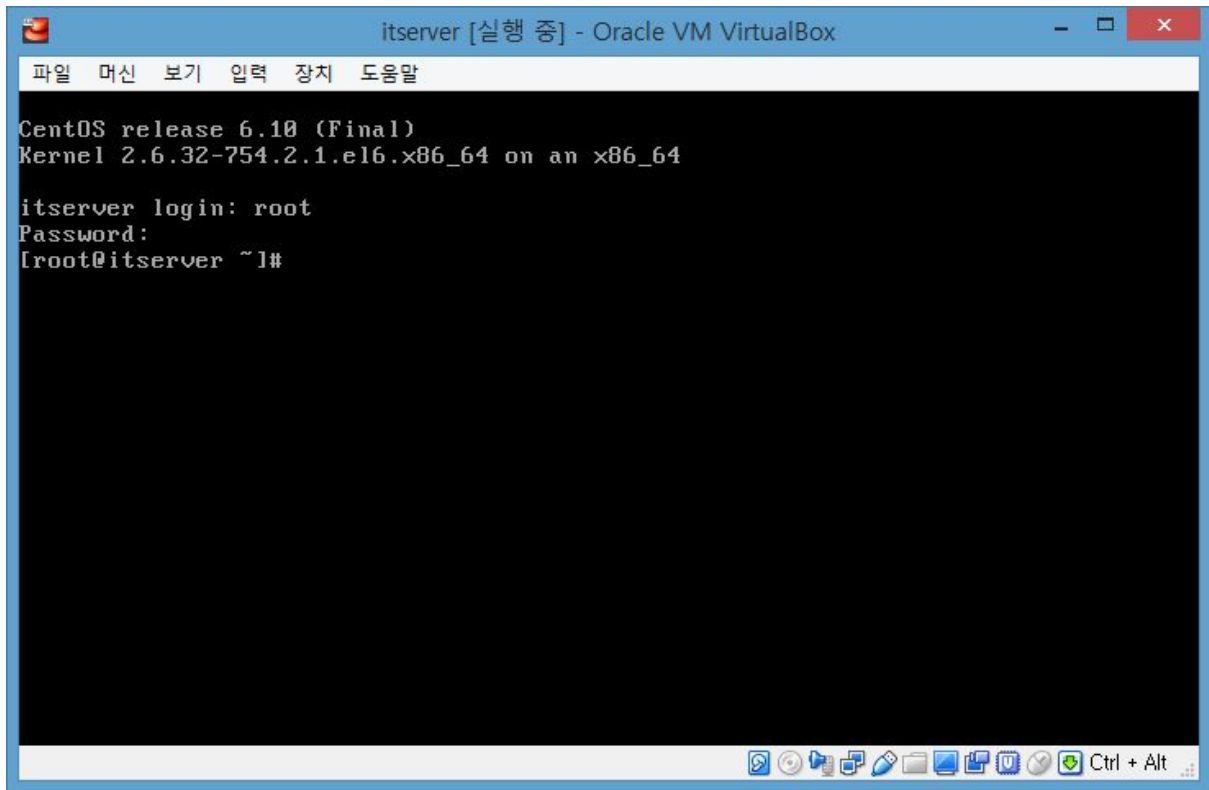 itserver [실행 중] - Oracle VM VirtualBox
파일 머신 보기 입력 장치 도움말
CentOS release 6.10 (Final)
Kernel 2.6.32-754.2.1.el6.x86_64 on an x86_64
itserver login: root
Password:
[root@itserver ~]#
Ctrl + Alt